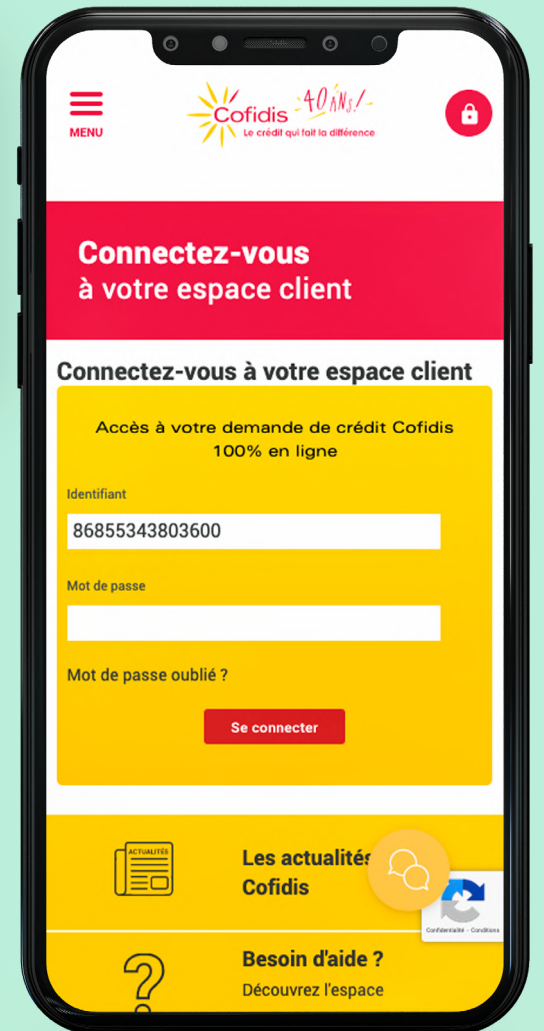 MENU
Cofidis 40 ANS!
Le crédit qui fait la différence
Connectez-vous
à votre espace client
Connectez-vous à votre espace client
Accès à votre demande de crédit Cofidis
100% en ligne
Identifiant
86855343803600
Mot de passe
Mot de passe oublié ?
Se connecter
ACTUALITÉS
Les actualités
Cofidis
Confidentialité - Conditions
Besoin d'aide ?
Découvrez l'espace